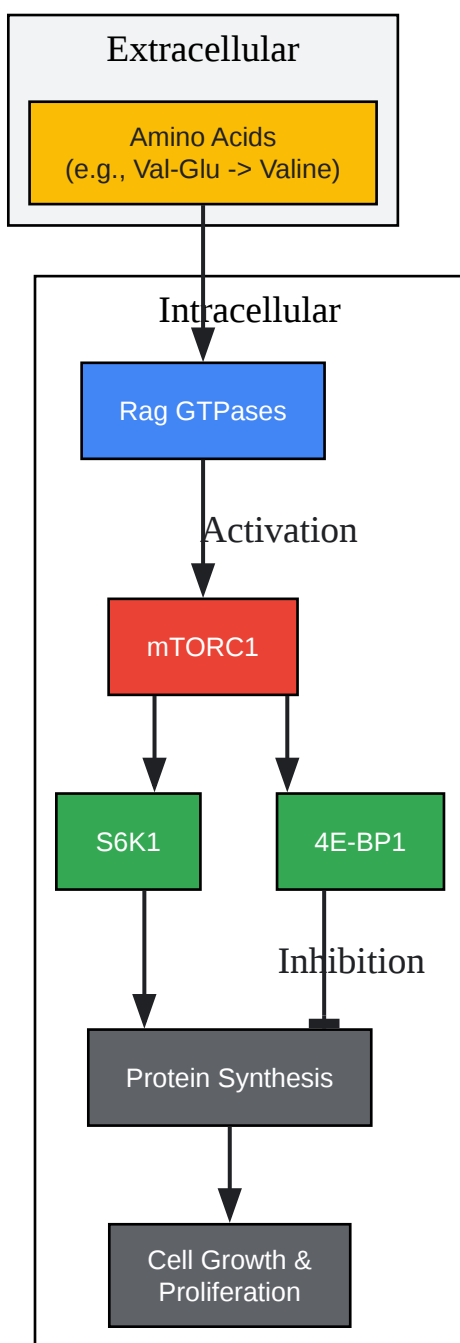 Extracellular
Amino Acids
(e.g., Val-Glu -> Valine)
Intracellular
Rag GTPases
Activation
mTORC1
S6K1
4E-BP1
Inhibition
Protein Synthesis
Cell Growth &
Proliferation